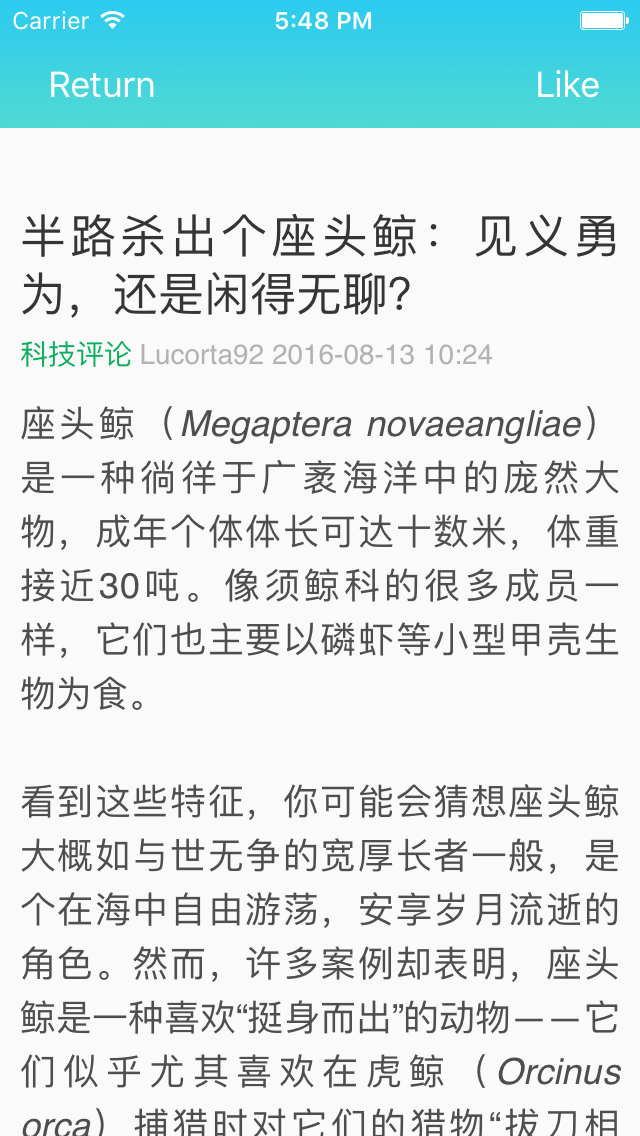 Carrier 5:48 PM
Return Like
半路杀出个座头鲸：见义勇
为，还是闲得无聊？
科技评论 Lucorta92 2016-08-13 10:24
座头鲸（Megaptera novaeangliae）
是一种徜徉于广袤海洋中的庞然大
物，成年个体体长可达十数米，体重
接近30吨。像须鲸科的很多成员一
样，它们也主要以磷虾等小型甲壳生
物为食。
看到这些特征，你可能会猜想座头鲸
大概如与世无争的宽厚长者一般，是
个在海中自由游荡，安享岁月流逝的
角色。然而，许多案例却表明，座头
鲸是一种喜欢“挺身而出”的动物——它
们似乎尤其喜欢在虎鲸（Orcinus
orca）捕猎时对它们的猎物“拔刀相